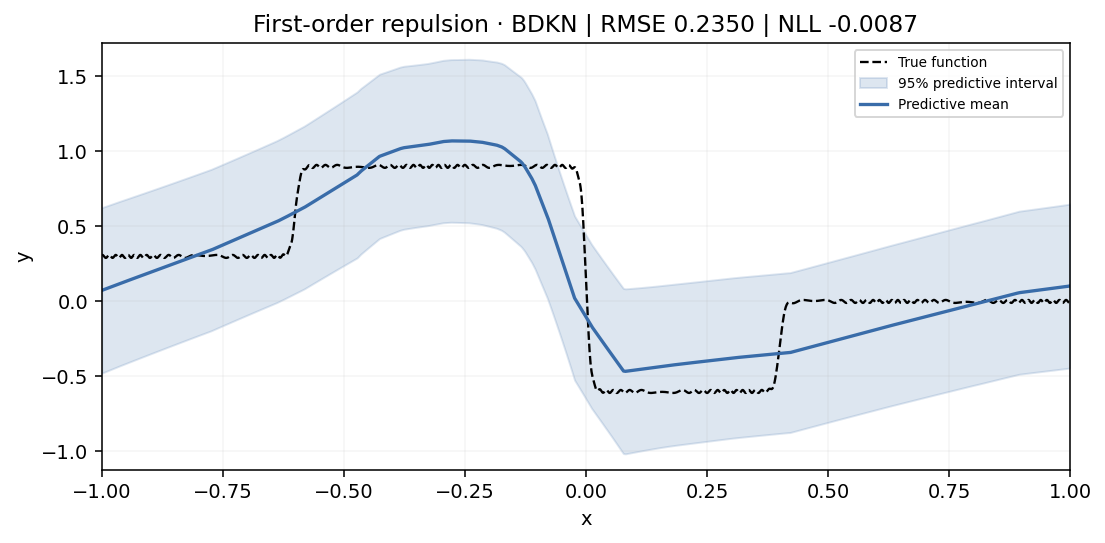 First-order repulsion · BDKN | RMSE 0.2350 | NLL -0.0087
True function
95% predictive interval
Predictive mean
y
1.5
1.0
0.5
0.0
−0.5
−1.0
−1.00 −0.75 −0.50 −0.25 0.00 0.25 0.50 0.75 1.00
x